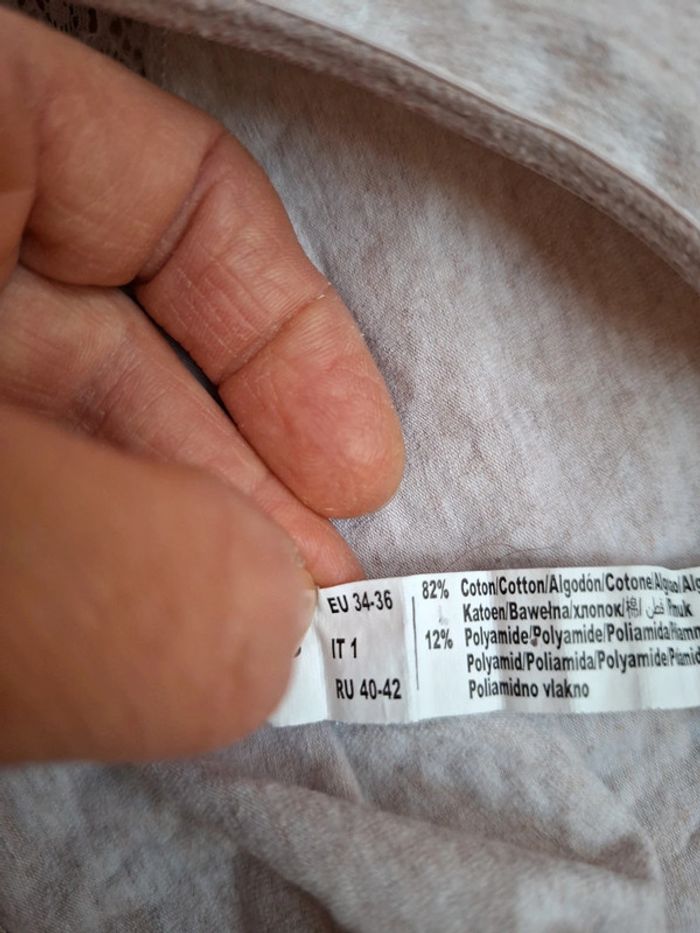 EU 34-36
IT 1
RU 40-42
82% Coton/Cotton/Algodón/Cotone/
Katoen/Bawełna/хлопок/棉/
12% Polyamide/Polyamide/Poliamida/
Polyamid/Poliamida/Polyamide/
Poliamidno vlakno